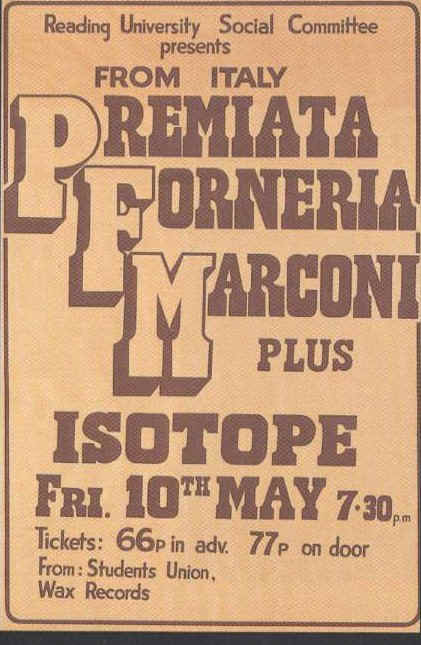 Reading University Social Committee
presents
FROM ITALY
PREMIATA
FORNERIA
MARCONI
PLUS
ISOTOPE
FRI. 10TH MAY 7·30 p.m
Tickets: 66p in adv. 77p on door
From: Students Union,
Wax Records